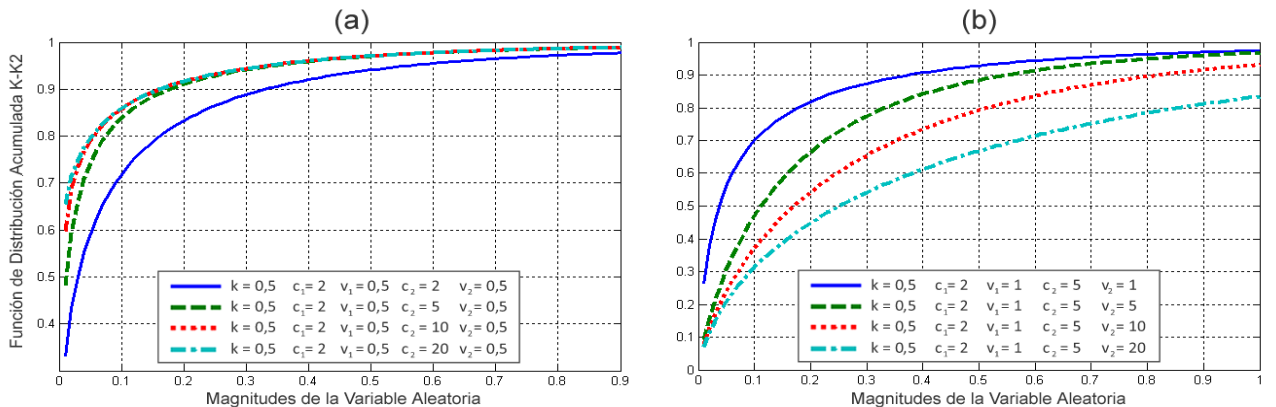 (a)
Función de Distribución Acumulada K-K2
1
0.9
0.8
0.7
0.6
0.5
0.4
k = 0,5 c₁= 2 v₁= 0,5 c₂= 2 v₂= 0,5
k = 0,5 c₁= 2 v₁= 0,5 c₂= 5 v₂= 0,5
k = 0,5 c₁= 2 v₁= 0,5 c₂= 10 v₂= 0,5
k = 0,5 c₁= 2 v₁= 0,5 c₂= 20 v₂= 0,5
0 0.1 0.2 0.3 0.4 0.5 0.6 0.7 0.8 0.9
Magnitudes de la Variable Aleatoria
(b)
1
0.9
0.8
0.7
0.6
0.5
0.4
0.3
0.2
0.1
0
k = 0,5 c₁= 2 v₁= 1 c₂= 5 v₂= 1
k = 0,5 c₁= 2 v₁= 1 c₂= 5 v₂= 5
k = 0,5 c₁= 2 v₁= 1 c₂= 5 v₂= 10
k = 0,5 c₁= 2 v₁= 1 c₂= 5 v₂= 20
0 0.1 0.2 0.3 0.4 0.5 0.6 0.7 0.8 0.9 1
Magnitudes de la Variable Aleatoria